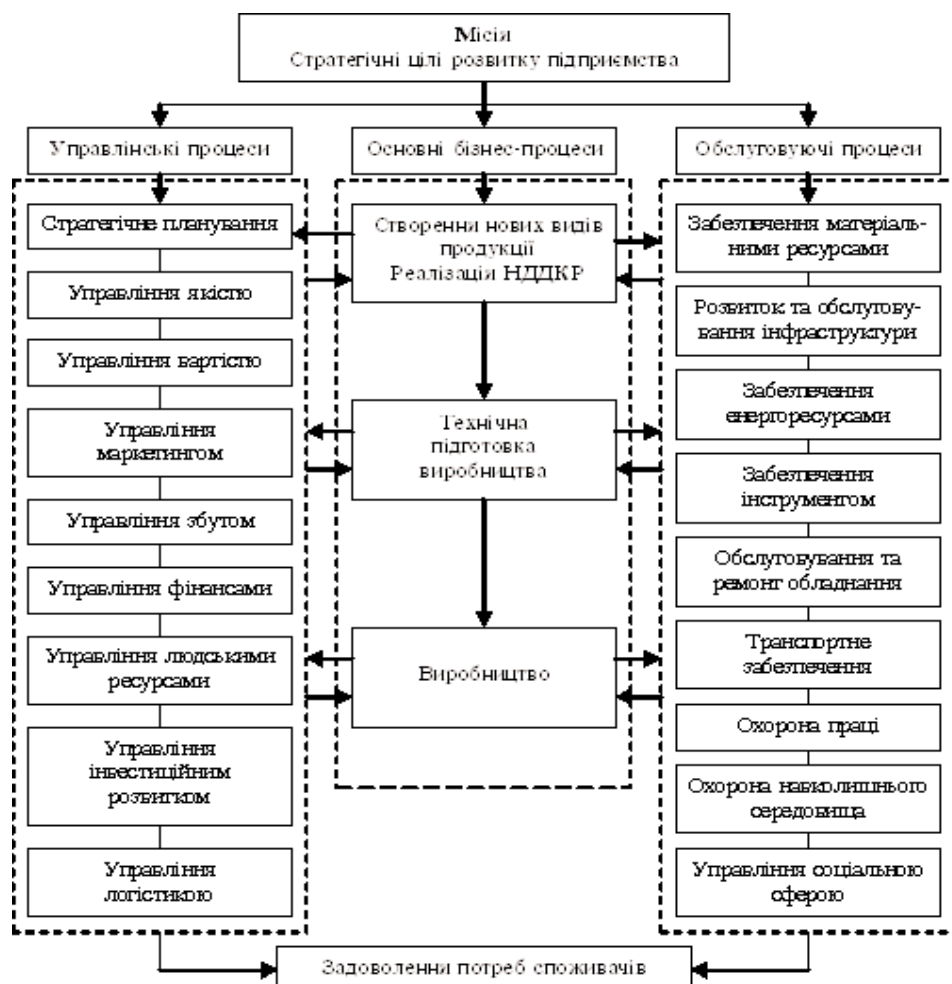 Місія
Стратегічні цілі розвитку підприємства
Управлінські процеси
Основні бізнес-процеси
Обслуговуючі процеси
Стратегічне планування
Управління якістю
Управління вартістю
Управління
маркетингом
Управління збутом
Управління фінансами
Управління людськими
ресурсами
Управління
інвестиційним
розвитком
Управління
логістикою
Створення нових видів
продукції
Реалізація НДДКР
Технічна
підготовка
виробництва
Виробництво
Забезпечення матеріаль-
ними ресурсами
Розвиток та обслугову-
вання інфраструктури
Забезпечення
енергоресурсами
Забезпечення
інструментом
Обслуговування та
ремонт обладнання
Транспортне
забезпечення
Охорона праці
Охорона навколишнього
середовища
Управління соціальною
сферою
Задоволення потреб споживачів